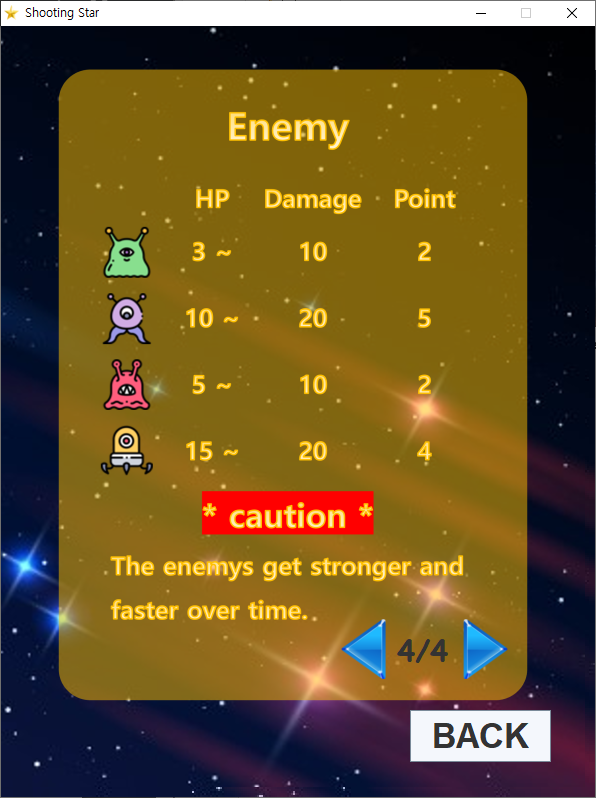 Shooting Star
Enemy
HP Damage Point
3 ~ 10 2
10 ~ 20 5
5 ~ 10 2
15 ~ 20 4
* caution *
The enemys get stronger and
faster over time.
4/4
BACK